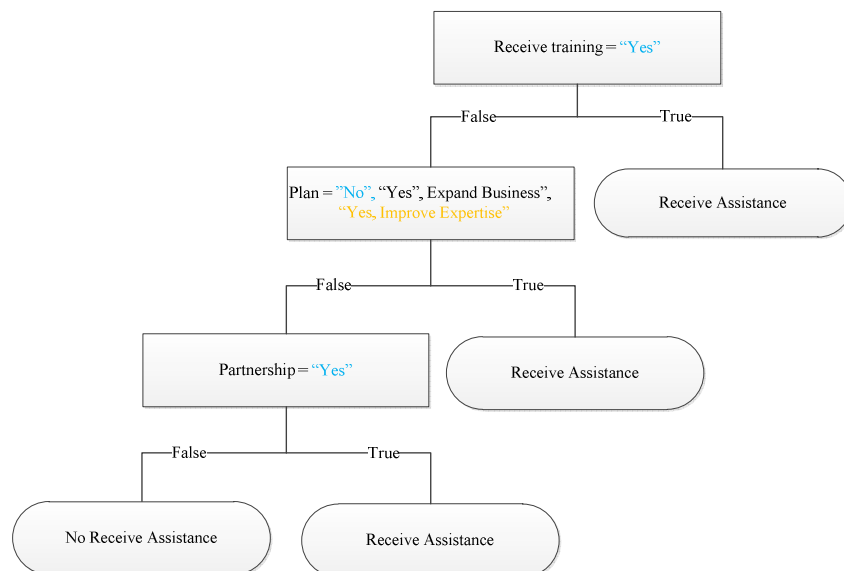 Receive training = “Yes”
False
True
Plan = ”No”, “Yes”, Expand Business”,
“Yes, Improve Expertise”
Receive Assistance
False
True
Partnership = “Yes”
Receive Assistance
False
True
No Receive Assistance
Receive Assistance